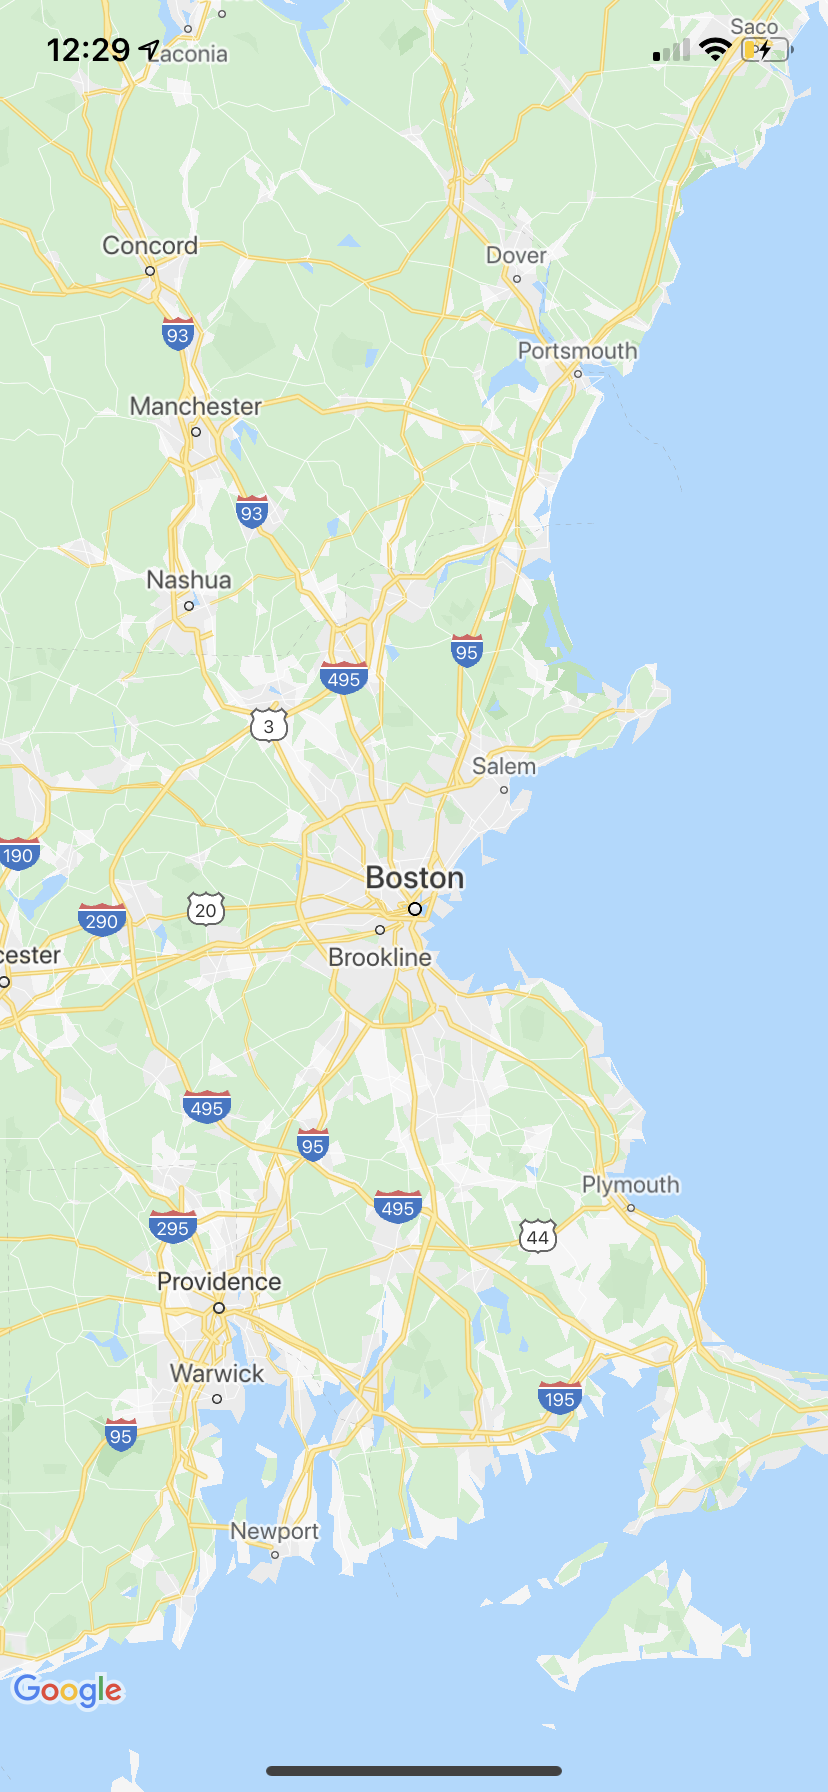 Saco
12:29
Laconia
Concord
Dover
93
Portsmouth
Manchester
93
Nashua
95
495
3
Salem
190
Boston
20
290
cester
Brookline
495
95
Plymouth
495
295
44
Providence
Warwick
195
95
Newport
Google